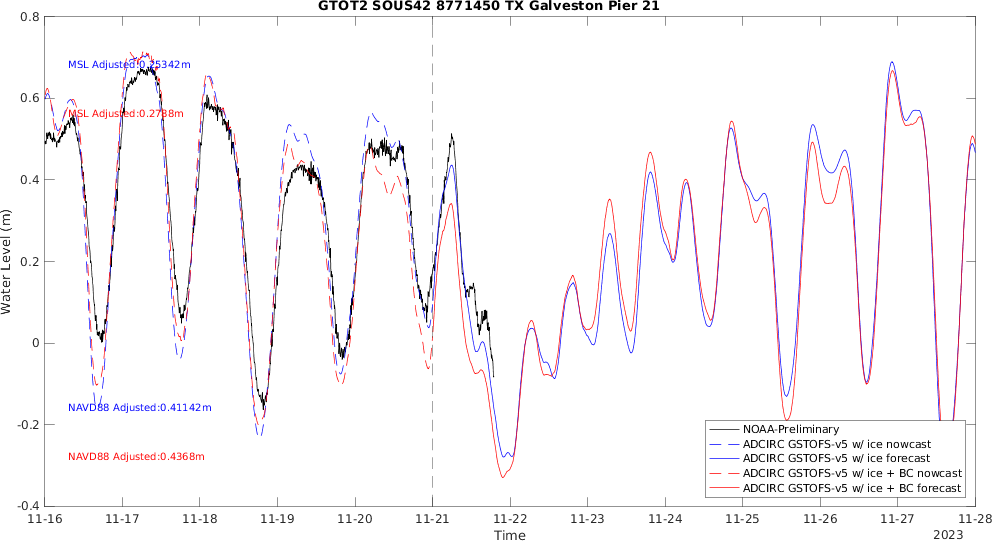 GTOT2 SOUS42 8771450 TX Galveston Pier 21
0.8
0.6
0.4
0.2
0
-0.2
-0.4
Water Level (m)
MSL Adjusted:0.25342m
MSL Adjusted:0.2788m
NAVD88 Adjusted:0.41142m
NAVD88 Adjusted:0.4368m
NOAA-Preliminary
ADCIRC GSTOFS-v5 w/ ice nowcast
ADCIRC GSTOFS-v5 w/ ice forecast
ADCIRC GSTOFS-v5 w/ ice + BC nowcast
ADCIRC GSTOFS-v5 w/ ice + BC forecast
11-16 11-17 11-18 11-19 11-20 11-21 11-22 11-23 11-24 11-25 11-26 11-27 11-28
Time
2023